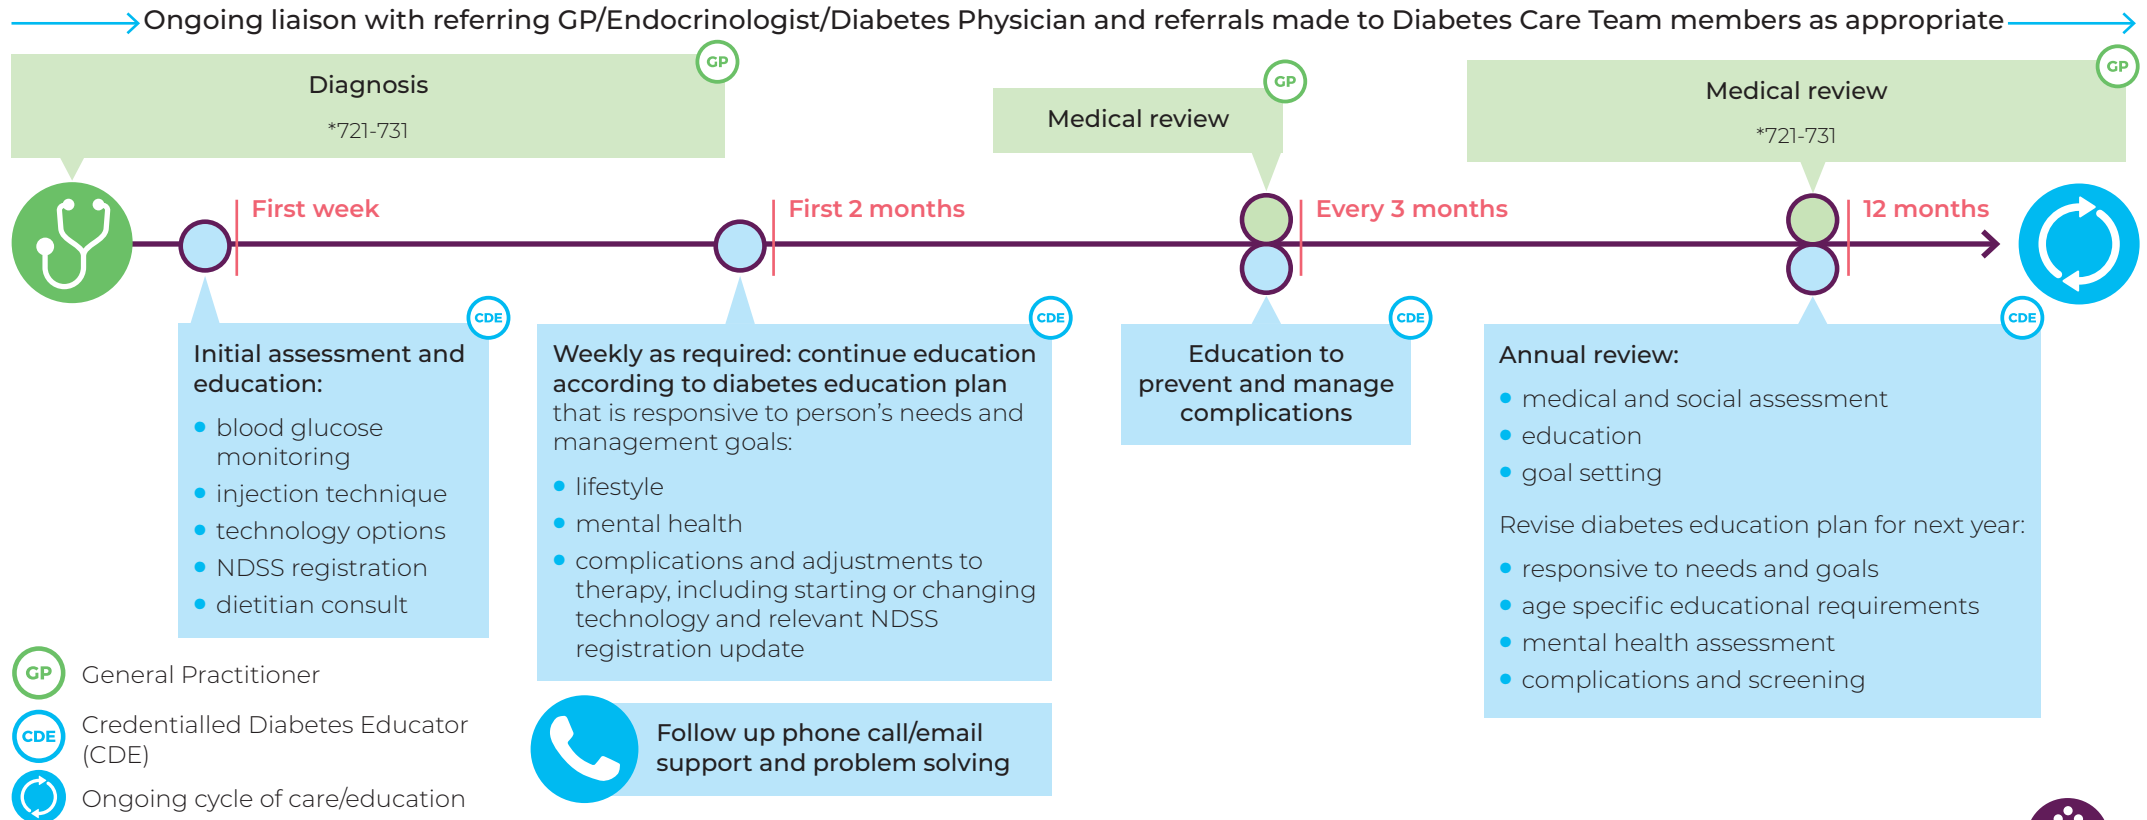 Ongoing liaison with referring GP/Endocrinologist/Diabetes Physician and referrals made to Diabetes Care Team members as appropriate
GP
Diagnosis
*721-731
GP
Medical review
GP
Medical review
*721-731
First week
First 2 months
Every 3 months
12 months
CDE
Initial assessment and
education:
blood glucose
monitoring
injection technique
technology options
NDSS registration
dietitian consult
CDE
Weekly as required: continue education
according to diabetes education plan
that is responsive to person’s needs and
management goals:
lifestyle
mental health
complications and adjustments to
therapy, including starting or changing
technology and relevant NDSS
registration update
Follow up phone call/email
support and problem solving
CDE
Education to
prevent and manage
complications
CDE
Annual review:
medical and social assessment
education
goal setting
Revise diabetes education plan for next year:
responsive to needs and goals
age specific educational requirements
mental health assessment
complications and screening
GP General Practitioner
CDE Credentialled Diabetes Educator
(CDE)
Ongoing cycle of care/education